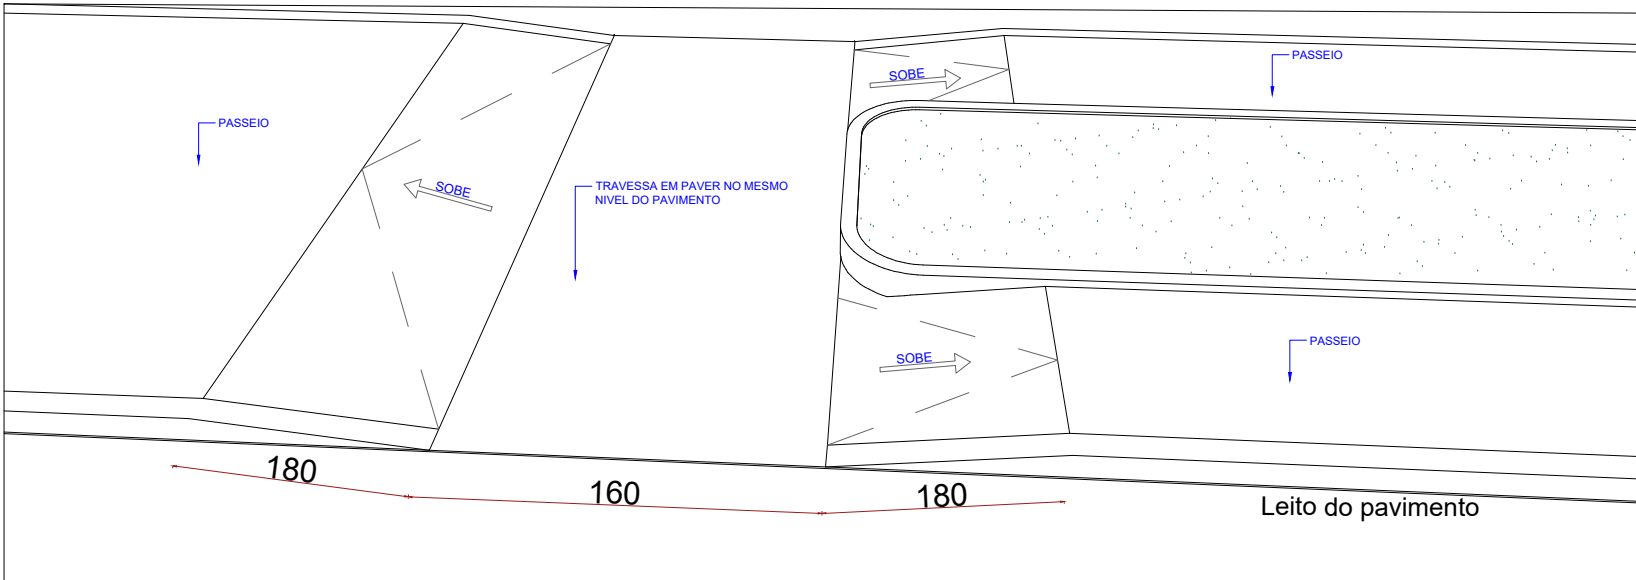 PASSEIO
SOBE
PASSEIO
SOBE
TRAVESSA EM PAVER NO MESMO
NIVEL DO PAVIMENTO
SOBE
PASSEIO
180
160
180
Leito do pavimento